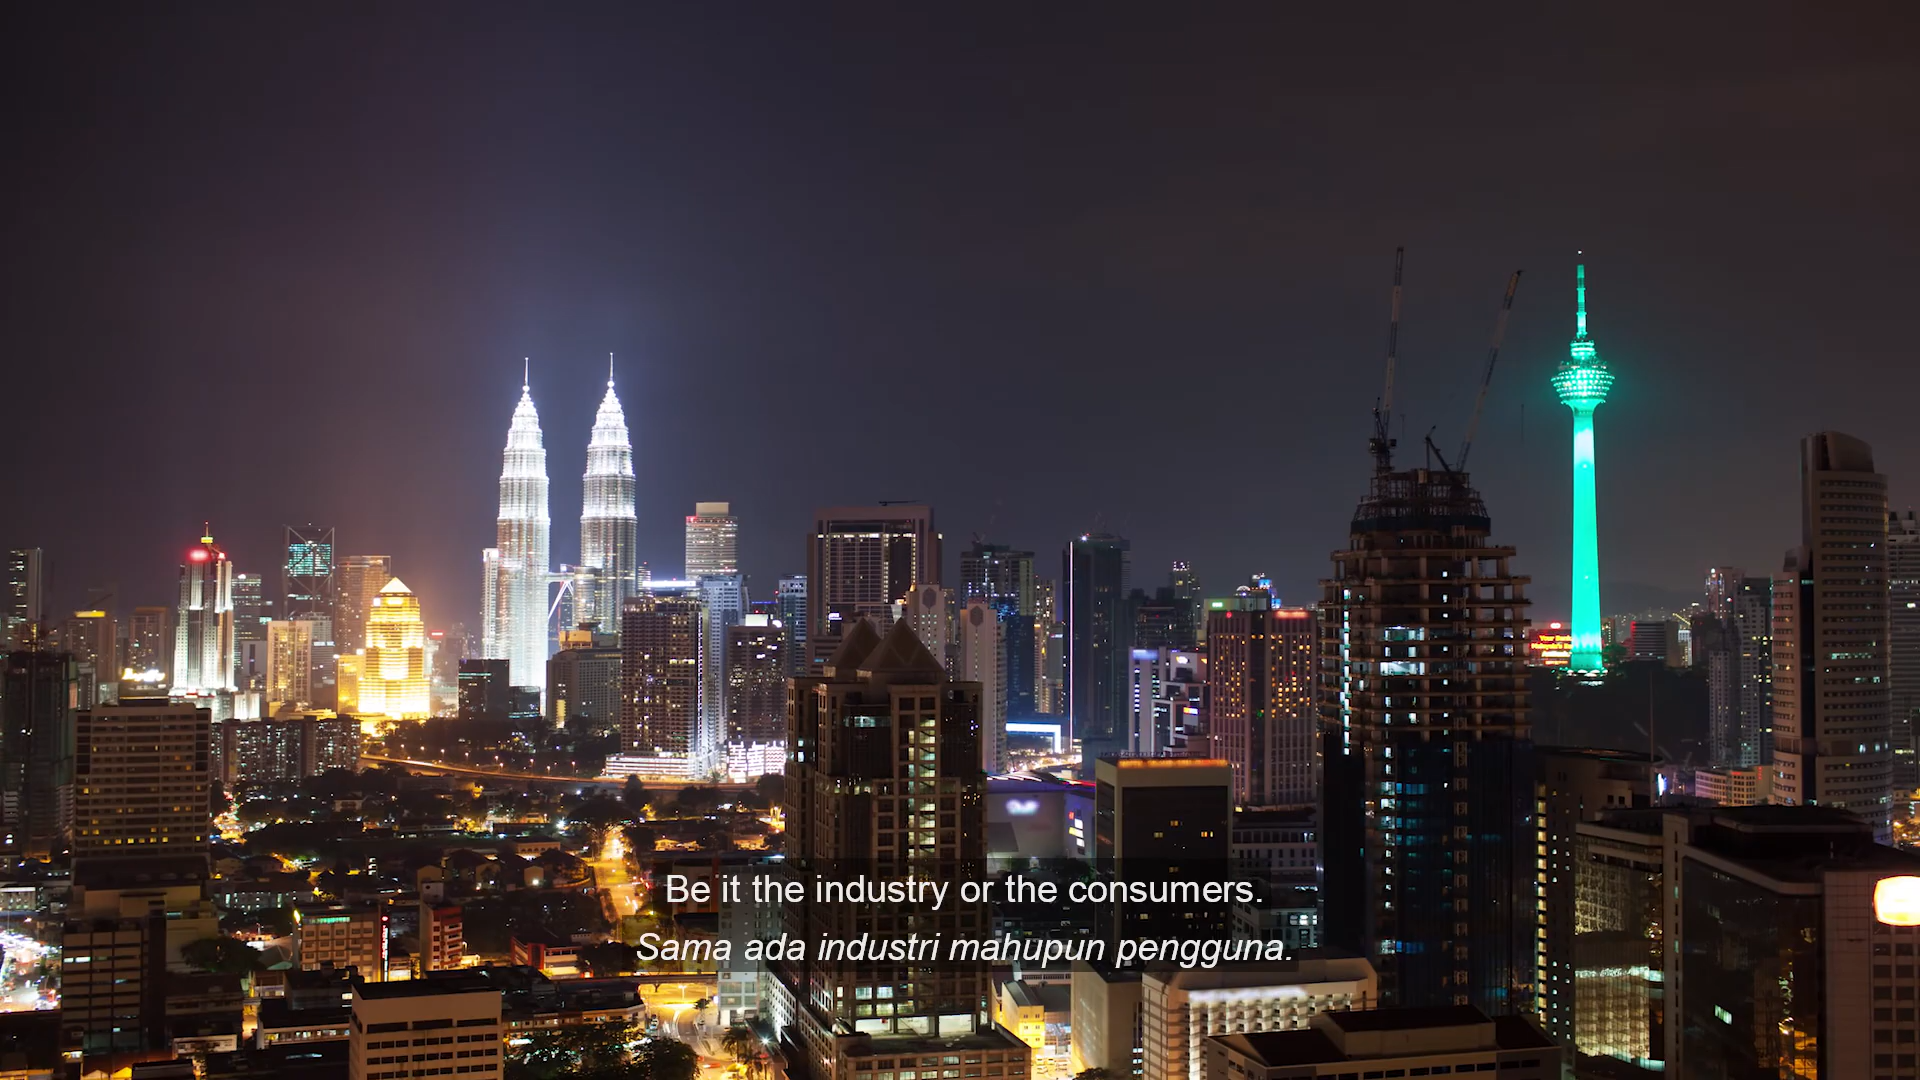 Be it the industry or the consumers.
Sama ada industri mahupun pengguna.